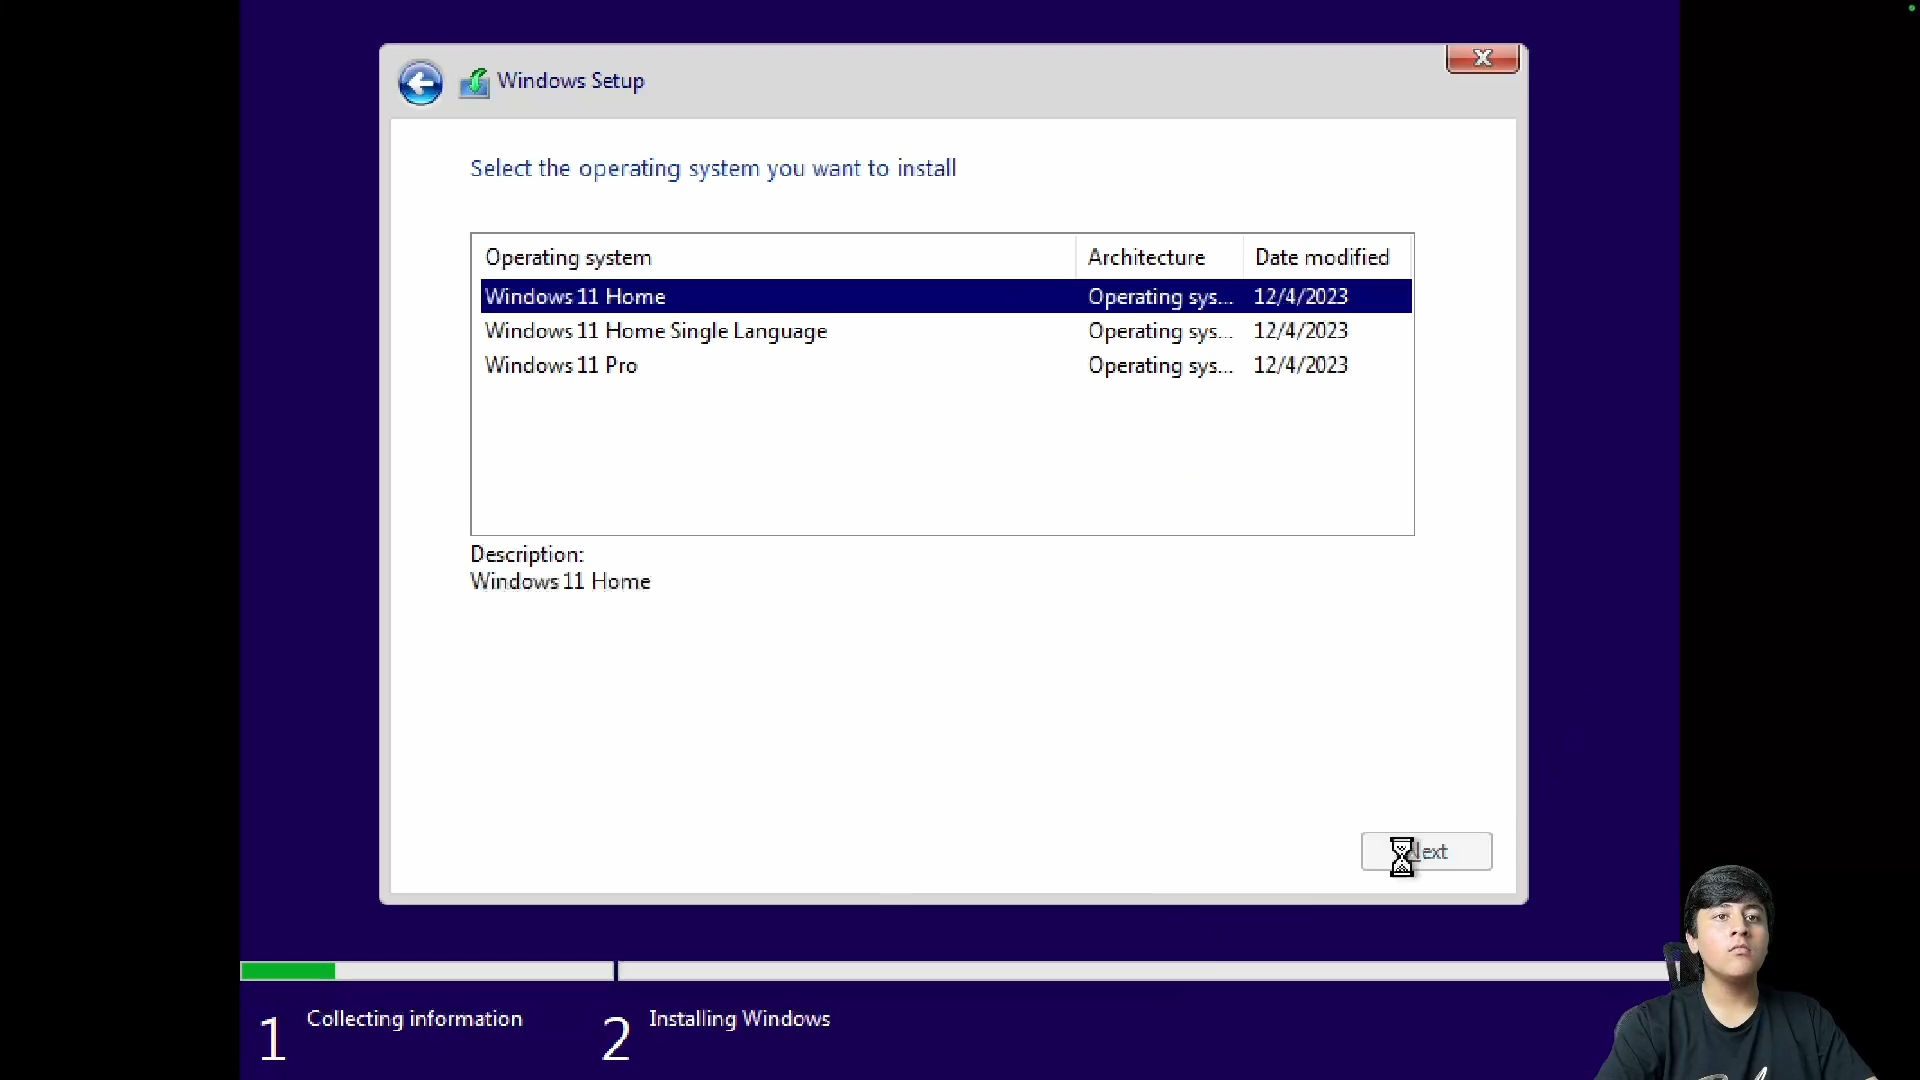 X
Windows Setup
Select the operating system you want to install
Operating system Architecture Date modified
Windows 11 Home Operating sys... 12/4/2023
Windows 11 Home Single Language Operating sys... 12/4/2023
Windows 11 Pro Operating sys... 12/4/2023
Description:
Windows 11 Home
Next
1 Collecting information
2 Installing Windows